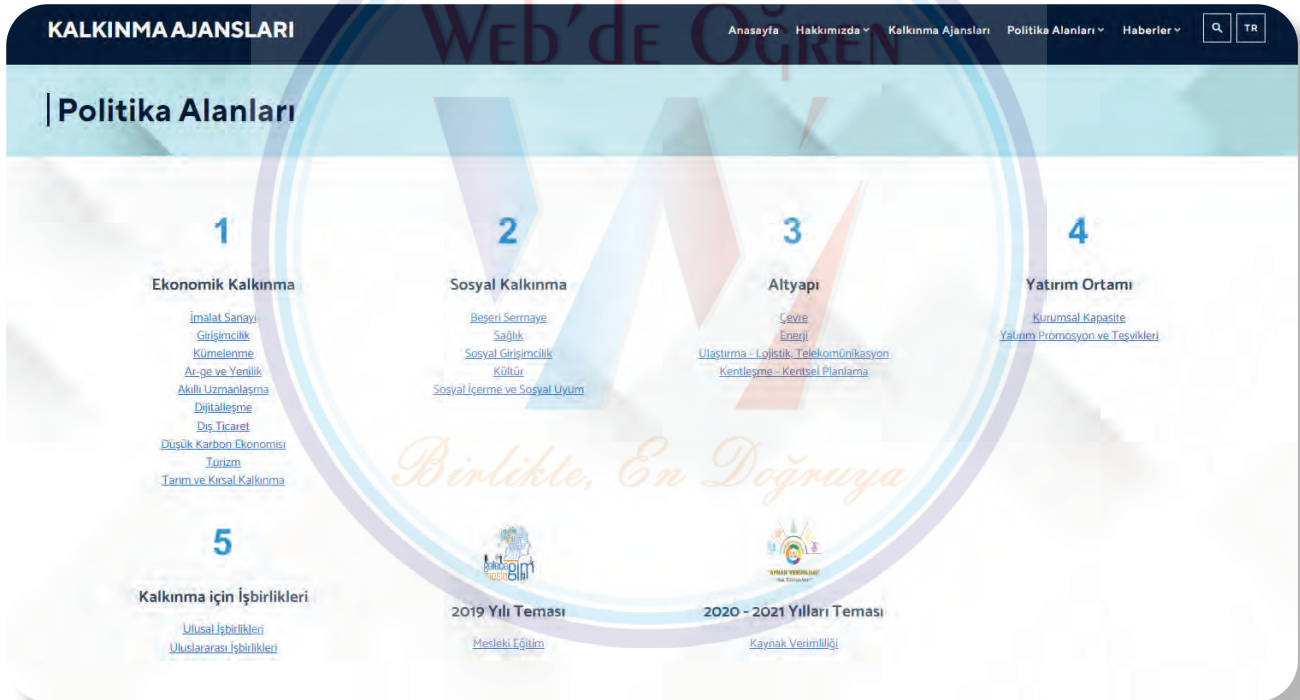 WEB'DE ÖĞREN
KALKINMA AJANSLARI
Anasayfa Hakkımızda Kalkınma Ajansları Politika Alanları Haberler TR
Politika Alanları
1
Ekonomik Kalkınma
İmalat Sanayi
Girişimcilik
Kümelenme
Ar-ge ve Yenilik
Akıllı Uzmanlaşma
Dijitalleşme
Dış Ticaret
Düşük Karbon Ekonomisi
Turizm
Tarım ve Kırsal Kalkınma
2
Sosyal Kalkınma
Beşeri Sermaye
Sağlık
Sosyal Girişimcilik
Kültür
Sosyal İçerme ve Sosyal Uyum
3
Altyapı
Çevre
Enerji
Ulaştırma - Lojistik, Telekomünikasyon
Kentleşme - Kentsel Planlama
4
Yatırım Ortamı
Kurumsal Kapasite
Yatırım Promosyon ve Teşvikleri
Birlikte, En Doğruya
5
Kalkınma için İşbirlikleri
Ulusal İşbirlikleri
Uluslararası İşbirlikleri
2019 Yılı Teması
Mesleki Eğitim
2020 - 2021 Yılları Teması
Kaynak Verimliliği